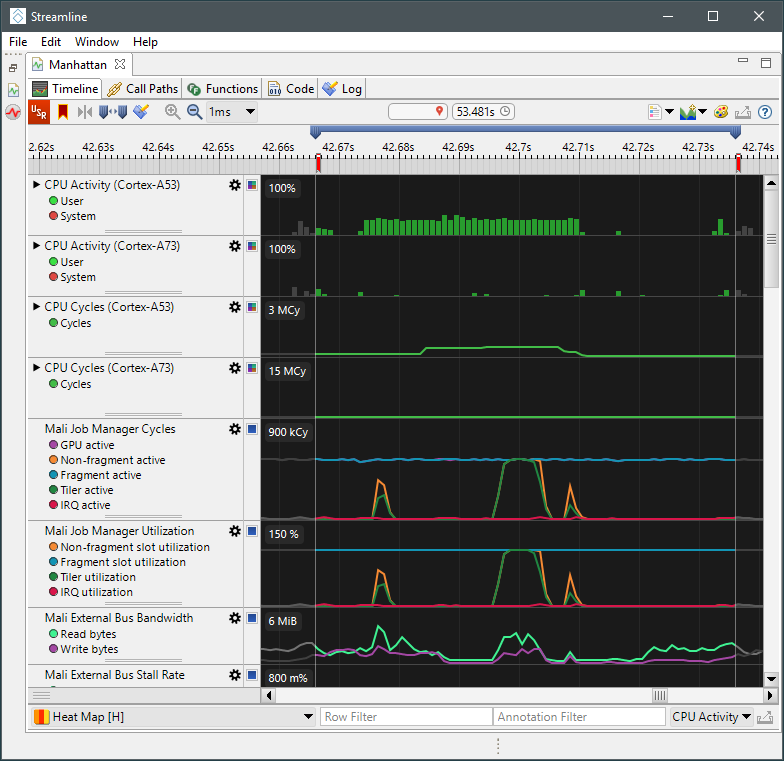 Streamline
File Edit Window Help
Manhattan
Timeline Call Paths Functions Code Log
1ms 53.481s
2.62s 42.63s 42.64s 42.65s 42.66s 42.67s 42.68s 42.69s 42.7s 42.71s 42.72s 42.73s 42.74s
CPU Activity (Cortex-A53) 100%
User
System
CPU Activity (Cortex-A73) 100%
User
System
CPU Cycles (Cortex-A53) 3 MCy
Cycles
CPU Cycles (Cortex-A73) 15 MCy
Cycles
Mali Job Manager Cycles 900 kCy
GPU active
Non-fragment active
Fragment active
Tiler active
IRQ active
Mali Job Manager Utilization 150 %
Non-fragment slot utilization
Fragment slot utilization
Tiler utilization
IRQ utilization
Mali External Bus Bandwidth 6 MiB
Read bytes
Write bytes
Mali External Bus Stall Rate 800 m%
Heat Map [H] Row Filter Annotation Filter CPU Activity